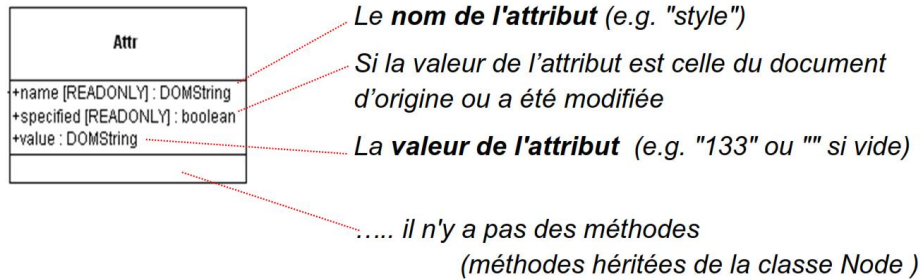 Attr
+name [READONLY] : DOMString
+specified [READONLY] : boolean
+value : DOMString
Le nom de l'attribut (e.g. "style")
Si la valeur de l’attribut est celle du document
d’origine ou a été modifiée
La valeur de l'attribut (e.g. "133" ou "" si vide)
….. il n'y a pas des méthodes
(méthodes héritées de la classe Node )